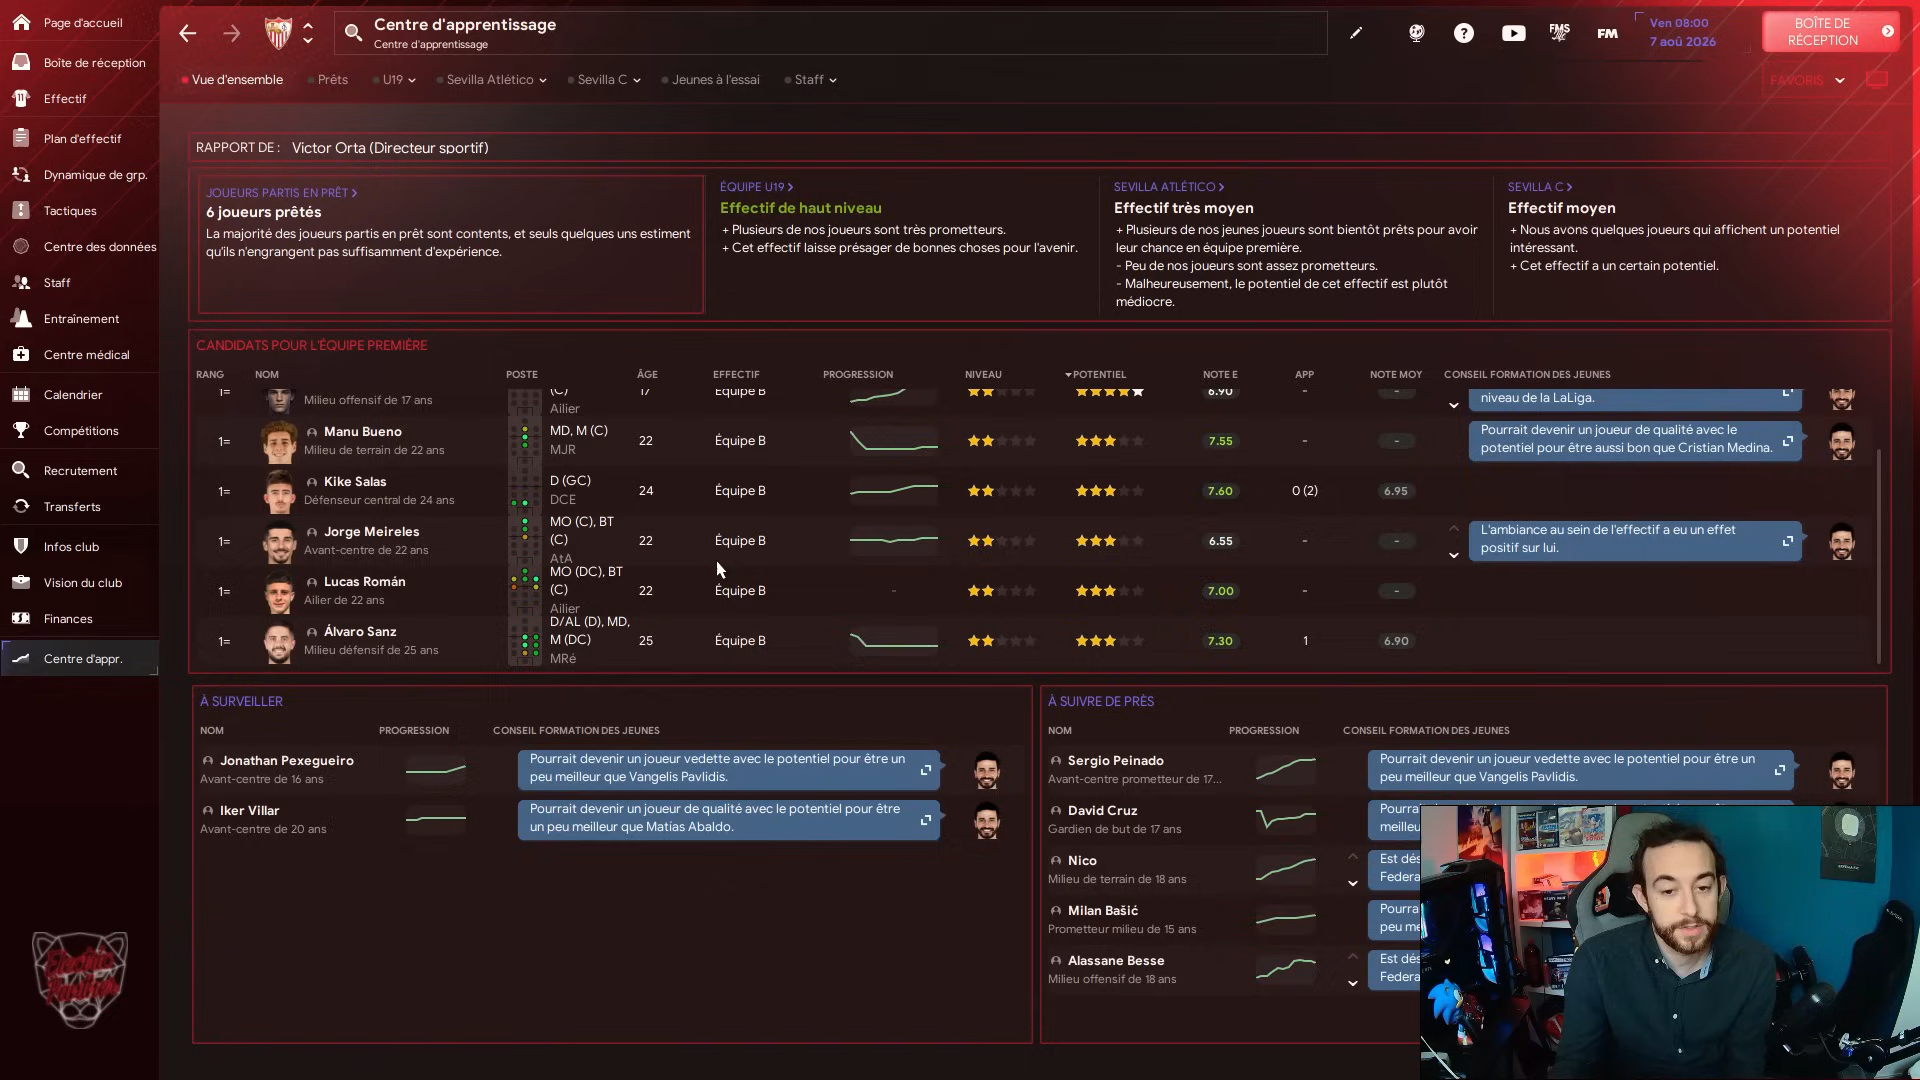 Page d'accueil
Boîte de réception
Effectif
Plan d'effectif
Dynamique de grp.
Tactiques
Centre des données
Staff
Entraînement
Centre médical
Calendrier
Compétitions
Recrutement
Transferts
Infos club
Vision du club
Finances
Centre d'appr.
Centre d'apprentissage
Centre d'apprentissage
FMS
FM
Ven 08:00
7 aoû 2026
BOÎTE DE
RÉCEPTION
Vue d'ensemble Prêts U19 Sevilla Atlético Sevilla C Jeunes à l'essai Staff
FAVORIS
RAPPORT DE : Victor Orta (Directeur sportif)
JOUEURS PARTIS EN PRÊT
6 joueurs prêtés
La majorité des joueurs partis en prêt sont contents, et seuls quelques uns estiment
qu'ils n'engrangent pas suffisamment d'expérience.
ÉQUIPE U19
Effectif de haut niveau
+ Plusieurs de nos joueurs sont très prometteurs.
+ Cet effectif laisse présager de bonnes choses pour l'avenir.
SEVILLA ATLÉTICO
Effectif très moyen
+ Plusieurs de nos jeunes joueurs sont bientôt prêts pour avoir
leur chance en équipe première.
- Peu de nos joueurs sont assez prometteurs.
- Malheureusement, le potentiel de cet effectif est plutôt
médiocre.
SEVILLA C
Effectif moyen
+ Nous avons quelques joueurs qui affichent un potentiel
intéressant.
+ Cet effectif a un certain potentiel.
CANDIDATS POUR L'ÉQUIPE PREMIÈRE
RANG NOM POSTE ÂGE EFFECTIF PROGRESSION NIVEAU POTENTIEL NOTE E APP NOTE MOY CONSEIL FORMATION DES JEUNES
1= Milieu offensif de 17 ans (C) Ailier 17 Équipe B 6.90 - - niveau de la LaLiga.
1= Manu Bueno MD, M (C) 22 Équipe B 7.55 - - Pourrait devenir un joueur de qualité avec le
Milieu de terrain de 22 ans MJR potentiel pour être aussi bon que Cristian Medina.
1= Kike Salas D (GC) 24 Équipe B 7.60 0 (2) 6.95
Défenseur central de 24 ans DCE
1= Jorge Meireles MO (C), BT (C) 22 Équipe B 6.55 - - L'ambiance au sein de l'effectif a eu un effet
Avant-centre de 22 ans AtA positif sur lui.
1= Lucas Román MO (DC), BT (C) 22 Équipe B - 7.00 - -
Ailier de 22 ans Ailier
1= Álvaro Sanz D/AL (D), MD, M (DC) 25 Équipe B 7.30 1 6.90
Milieu défensif de 25 ans MRé
À SURVEILLER
NOM PROGRESSION CONSEIL FORMATION DES JEUNES
Jonathan Pexegueiro
Avant-centre de 16 ans
Pourrait devenir un joueur vedette avec le potentiel pour être un
peu meilleur que Vangelis Pavlidis.
Iker Villar
Avant-centre de 20 ans
Pourrait devenir un joueur de qualité avec le potentiel pour être
un peu meilleur que Matías Abaldo.
À SUIVRE DE PRÈS
NOM PROGRESSION CONSEIL FORMATION DES JEUNES
Sergio Peinado
Avant-centre prometteur de 17...
Pourrait devenir un joueur vedette avec le potentiel pour être un
peu meilleur que Vangelis Pavlidis.
David Cruz
Gardien de but de 17 ans
Pourra
meilleu
Nico
Milieu de terrain de 18 ans
Est dés
Federa
Milan Bašić
Prometteur milieu de 15 ans
Pourra
peu me
Alassane Besse
Milieu offensif de 18 ans
Est dés
Federa